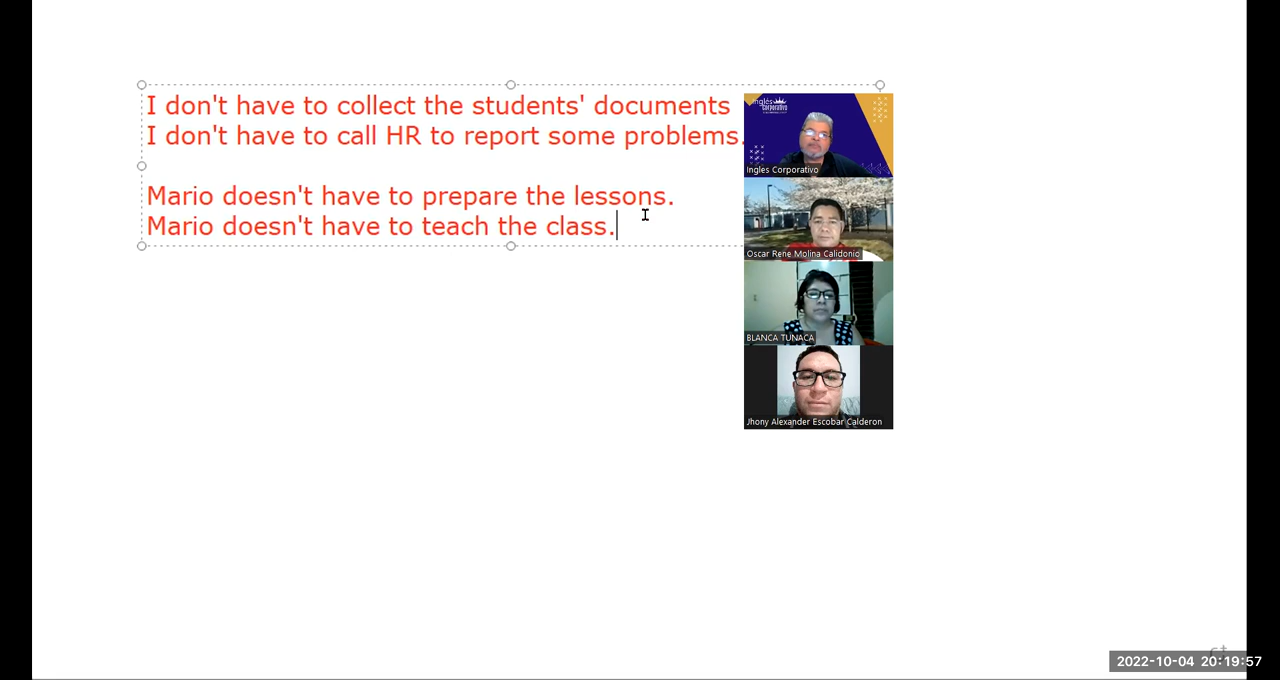 I don't have to collect the students' documents
I don't have to call HR to report some problems.
Mario doesn't have to prepare the lessons.
Mario doesn't have to teach the class.
Inglés
corporativo
Ingles Corporativo
Oscar Rene Molina Calidonio
BLANCA TUNACA
Jhony Alexander Escobar Calderon
2022-10-04 20:19:57